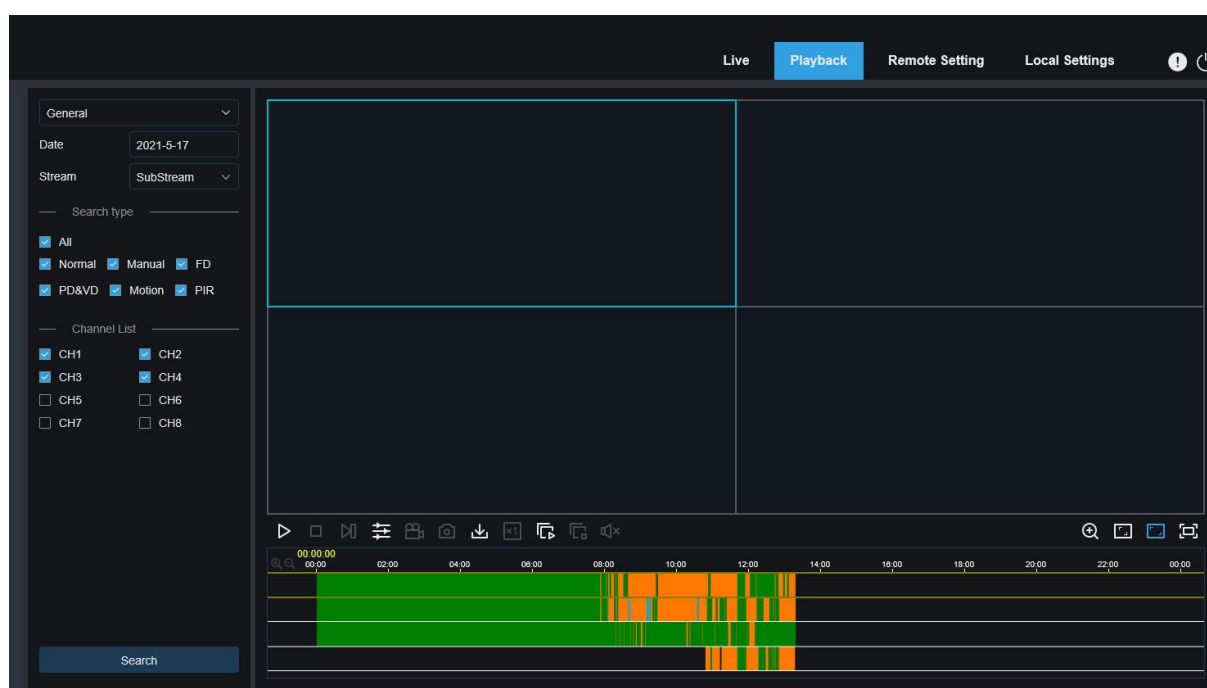 Live Playback Remote Setting Local Settings
General
Date 2021-5-17
Stream SubStream
Search type
All
Normal Manual FD
PD&VD Motion PIR
Channel List
CH1 CH2
CH3 CH4
CH5 CH6
CH7 CH8
Search
x1
00:00:00
00:00 02:00 04:00 06:00 08:00 10:00 12:00 14:00 16:00 18:00 20:00 22:00 00:00